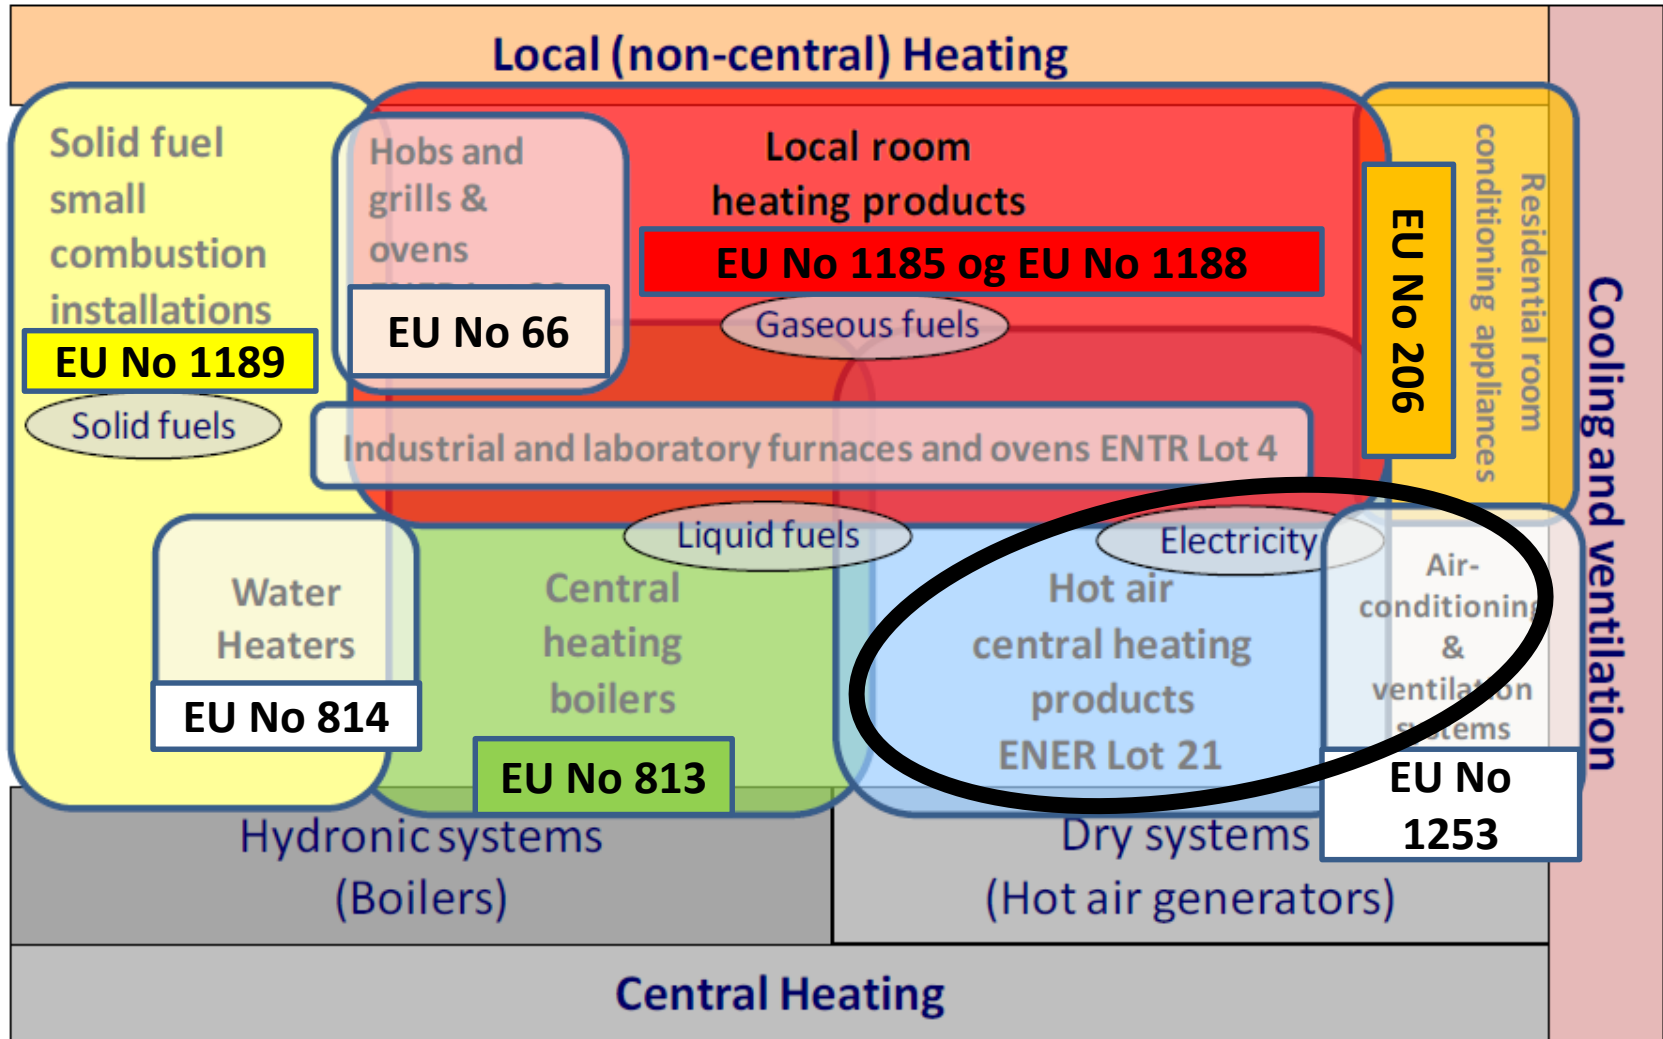 Local (non-central) Heating
Solid fuel
small
combustion
installations
EU No 1189
Solid fuels
Hobs and
grills &
ovens
EU No 66
Local room
heating products
EU No 1185 og EU No 1188
Gaseous fuels
EU No 206
Residential room
conditioning appliances
Cooling and ventilation
Industrial and laboratory furnaces and ovens ENTR Lot 4
Liquid fuels
Electricity
Water
Heaters
EU No 814
Central
heating
boilers
EU No 813
Hot air
central heating
products
ENER Lot 21
Air-
conditioning
&
ventilation
systems
EU No
1253
Hydronic systems
(Boilers)
Dry systems
(Hot air generators)
Central Heating